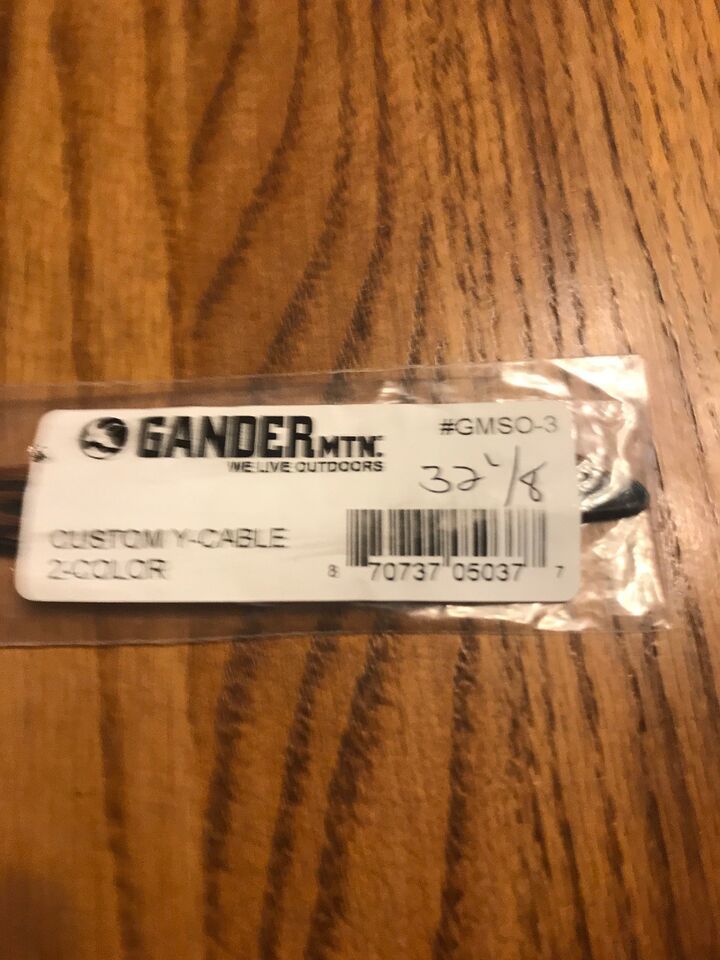 GANDER MTN.
WE LIVE OUTDOORS
#GMSO-3
32 1/8
CUSTOM Y-CABLE
2-COLOR
8 70737 05037 7